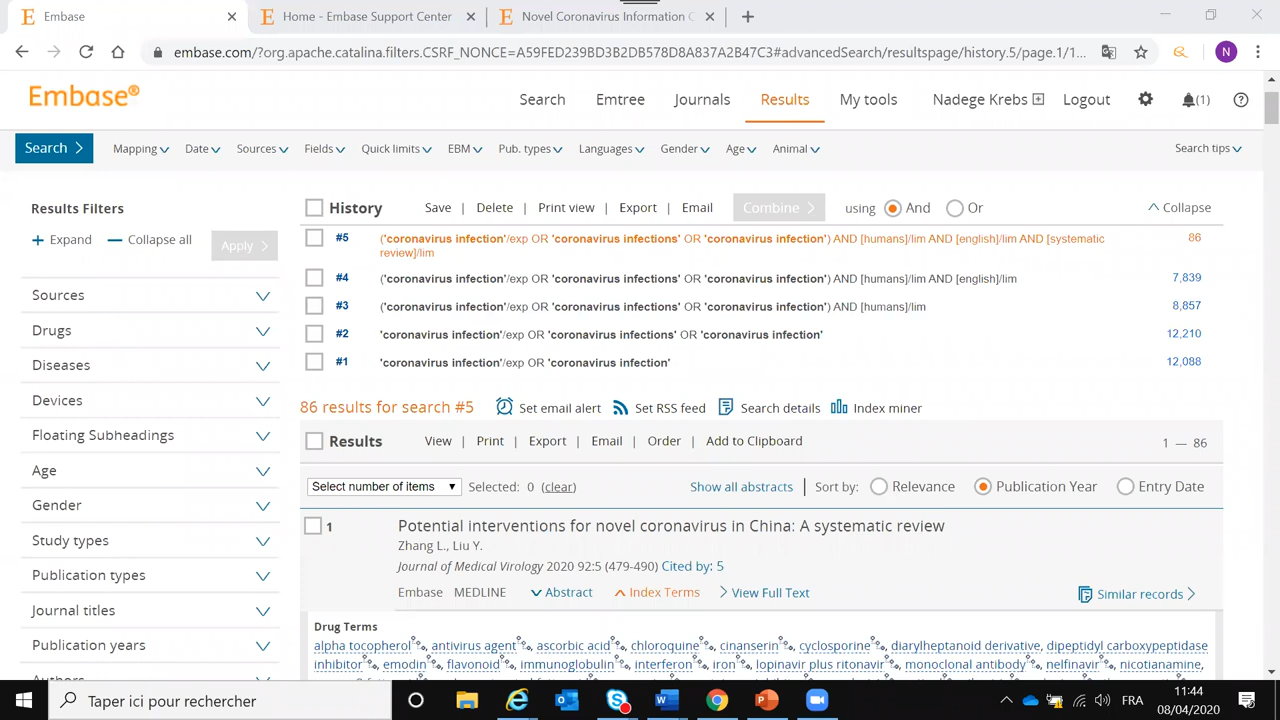 Embase
Home - Embase Support Center
Novel Coronavirus Information C
embase.com/?org.apache.catalina.filters.CSRF_NONCE=A59FED239BD3B2DB578D8A837A2B47C3#advancedSearch/resultspage/history.5/page.1/1...
N
Embase®
Search Emtree Journals Results My tools Nadege Krebs Logout (1)
Search Mapping Date Sources Fields Quick limits EBM Pub. types Languages Gender Age Animal Search tips
Results Filters
Expand Collapse all Apply
Sources
Drugs
Diseases
Devices
Floating Subheadings
Age
Gender
Study types
Publication types
Journal titles
Publication years
History Save | Delete | Print view | Export | Email Combine using And Or Collapse
#5 ('coronavirus infection'/exp OR 'coronavirus infections' OR 'coronavirus infection') AND [humans]/lim AND [english]/lim AND [systematic 86
review]/lim
#4 ('coronavirus infection'/exp OR 'coronavirus infections' OR 'coronavirus infection') AND [humans]/lim AND [english]/lim 7,839
#3 ('coronavirus infection'/exp OR 'coronavirus infections' OR 'coronavirus infection') AND [humans]/lim 8,857
#2 'coronavirus infection'/exp OR 'coronavirus infections' OR 'coronavirus infection' 12,210
#1 'coronavirus infection'/exp OR 'coronavirus infection' 12,088
86 results for search #5 Set email alert Set RSS feed Search details Index miner
Results View | Print | Export | Email | Order | Add to Clipboard 1 — 86
Select number of items Selected: 0 (clear) Show all abstracts | Sort by: Relevance Publication Year Entry Date
1 Potential interventions for novel coronavirus in China: A systematic review
Zhang L., Liu Y.
Journal of Medical Virology 2020 92:5 (479-490) Cited by: 5
Embase MEDLINE Abstract Index Terms View Full Text Similar records
Drug Terms
alpha tocopherol, antivirus agent, ascorbic acid, chloroquine, cinanserin, cyclosporine, diarylheptanoid derivative, dipeptidyl carboxypeptidase
inhibitor, emodin, flavonoid, immunoglobulin, interferon, iron, lopinavir plus ritonavir, monoclonal antibody, nelfinavir, nicotianamine,
Taper ici pour rechercher
FRA
11:44
08/04/2020